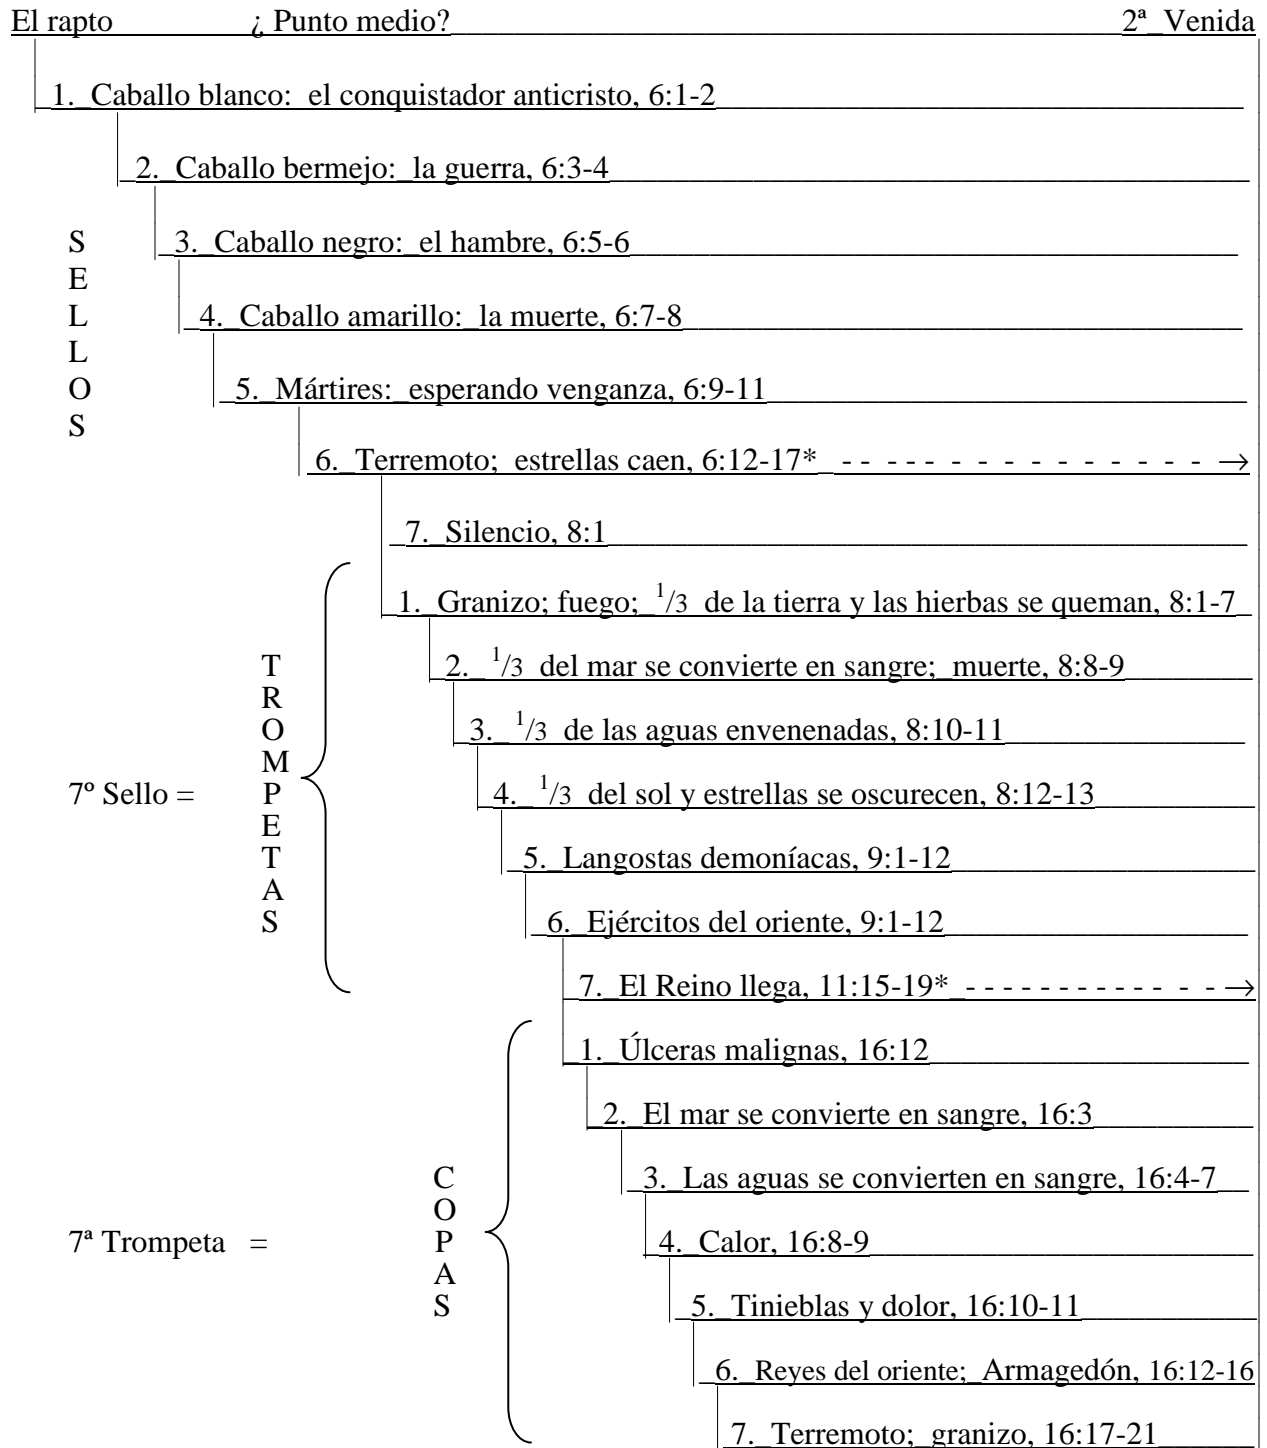 El rapto ¿ Punto medio? 2ª Venida
1. Caballo blanco: el conquistador anticristo, 6:1-2
2. Caballo bermejo: la guerra, 6:3-4
3. Caballo negro: el hambre, 6:5-6
4. Caballo amarillo: la muerte, 6:7-8
5. Mártires: esperando venganza, 6:9-11
SELLOS
6. Terremoto; estrellas caen, 6:12-17* - - - - - - - - - - - - - - - →
7. Silencio, 8:1
1. Granizo; fuego; 1/3 de la tierra y las hierbas se queman, 8:1-7
2. 1/3 del mar se convierte en sangre; muerte, 8:8-9
3. 1/3 de las aguas envenenadas, 8:10-11
7º Sello =
TROMPETAS
4. 1/3 del sol y estrellas se oscurecen, 8:12-13
5. Langostas demoníacas, 9:1-12
6. Ejércitos del oriente, 9:1-12
7. El Reino llega, 11:15-19* - - - - - - - - - - - - - →
1. Úlceras malignas, 16:12
2. El mar se convierte en sangre, 16:3
3. Las aguas se convierten en sangre, 16:4-7
7ª Trompeta =
COPAS
4. Calor, 16:8-9
5. Tinieblas y dolor, 16:10-11
6. Reyes del oriente; Armagedón, 16:12-16
7. Terremoto; granizo, 16:17-21